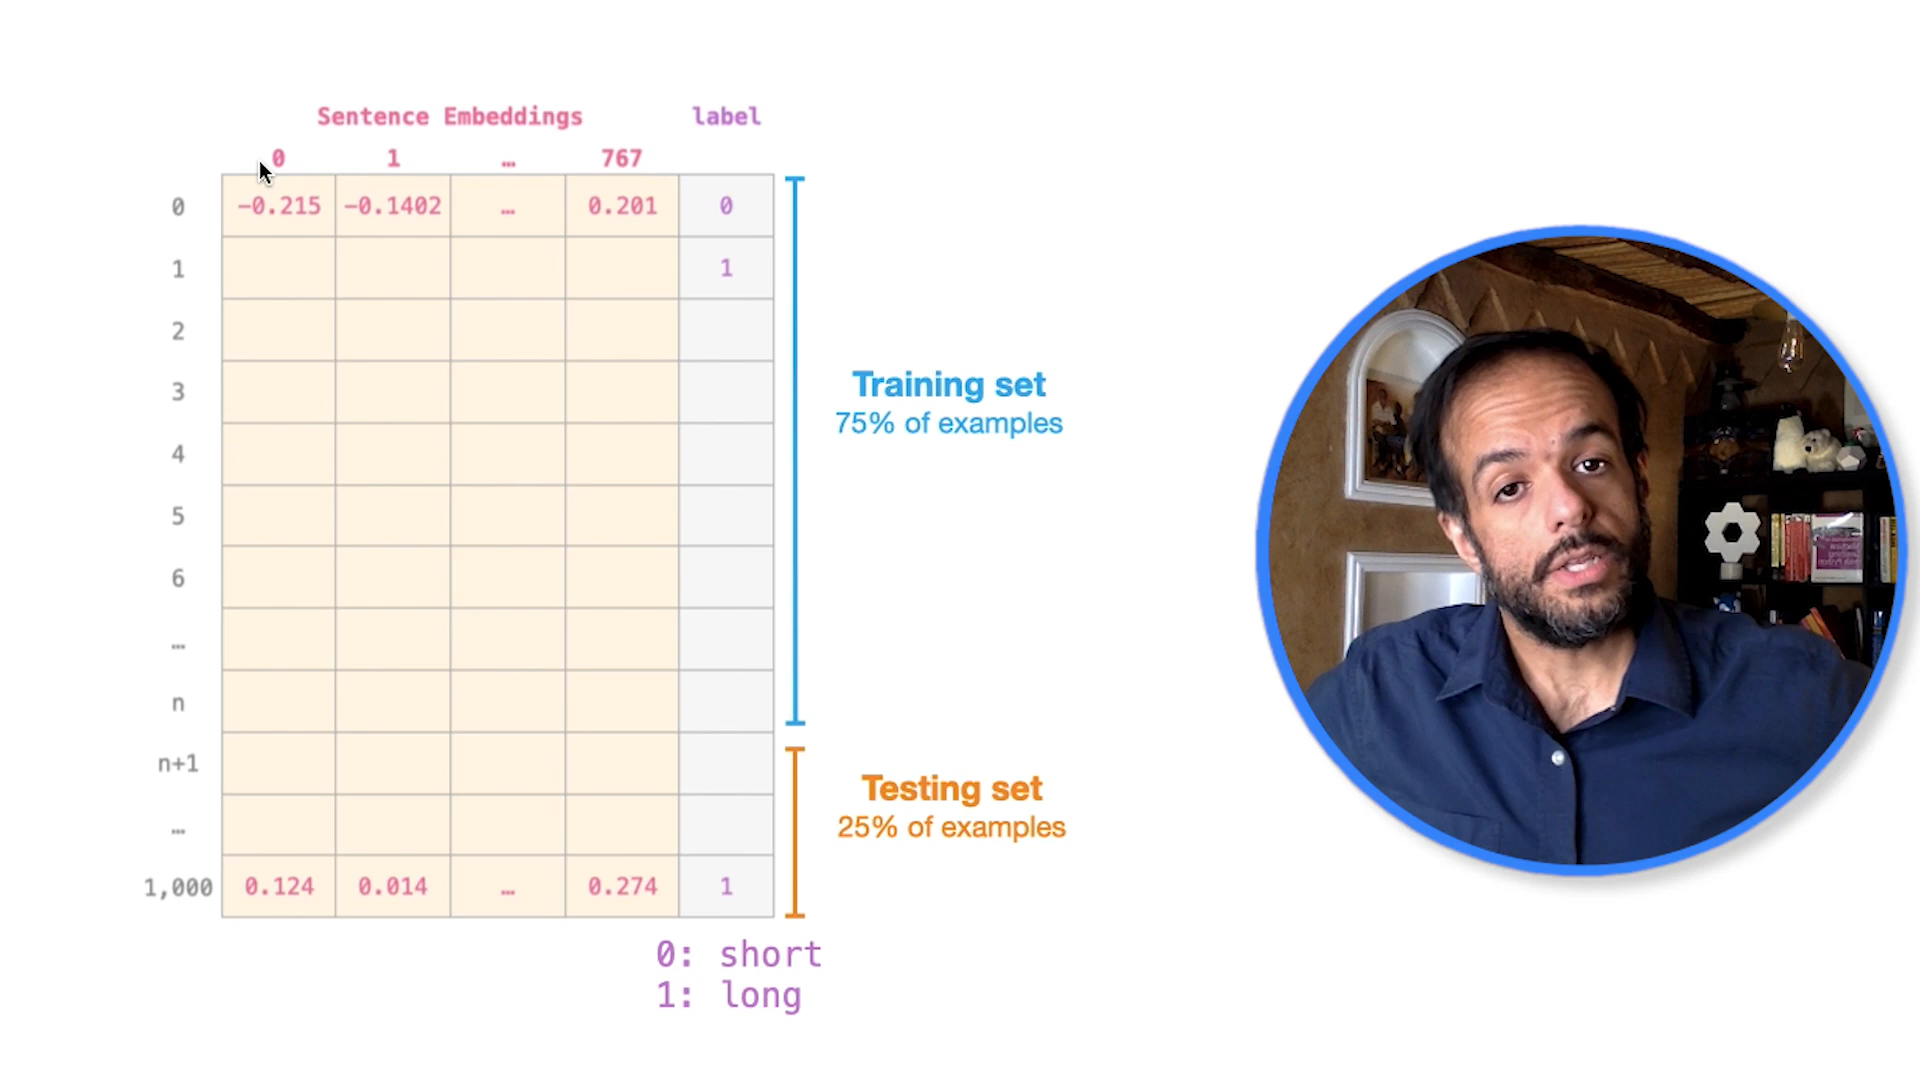 Sentence Embeddings label
0 1 … 767
0 -0.215 -0.1402 … 0.201 0
1 1
2
3
4
5
6
…
n
n+1
…
1,000 0.124 0.014 … 0.274 1
Training set
75% of examples
Testing set
25% of examples
0: short
1: long